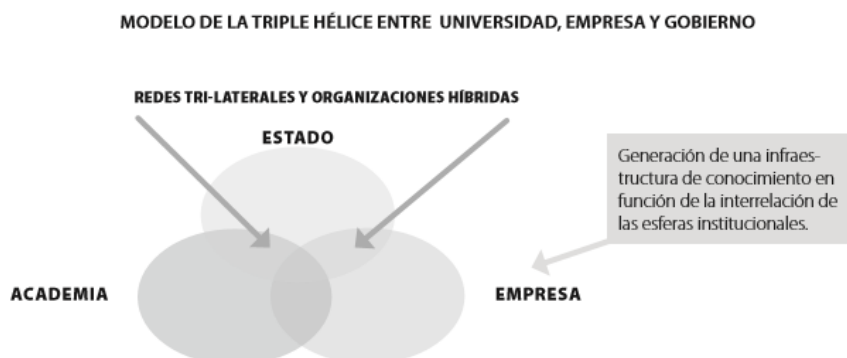 MODELO DE LA TRIPLE HÉLICE ENTRE UNIVERSIDAD, EMPRESA Y GOBIERNO
REDES TRI-LATERALES Y ORGANIZACIONES HÍBRIDAS
ESTADO
Generación de una infraes-
tructura de conocimiento en
función de la interrelación de
las esferas institucionales.
ACADEMIA
EMPRESA